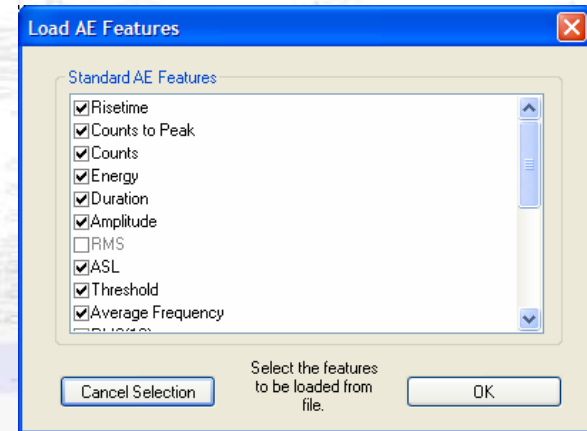 Load AE Features
Standard AE Features
Risetime
Counts to Peak
Counts
Energy
Duration
Amplitude
RMS
ASL
Threshold
Average Frequency
Select the features
to be loaded from
file.
Cancel Selection
OK